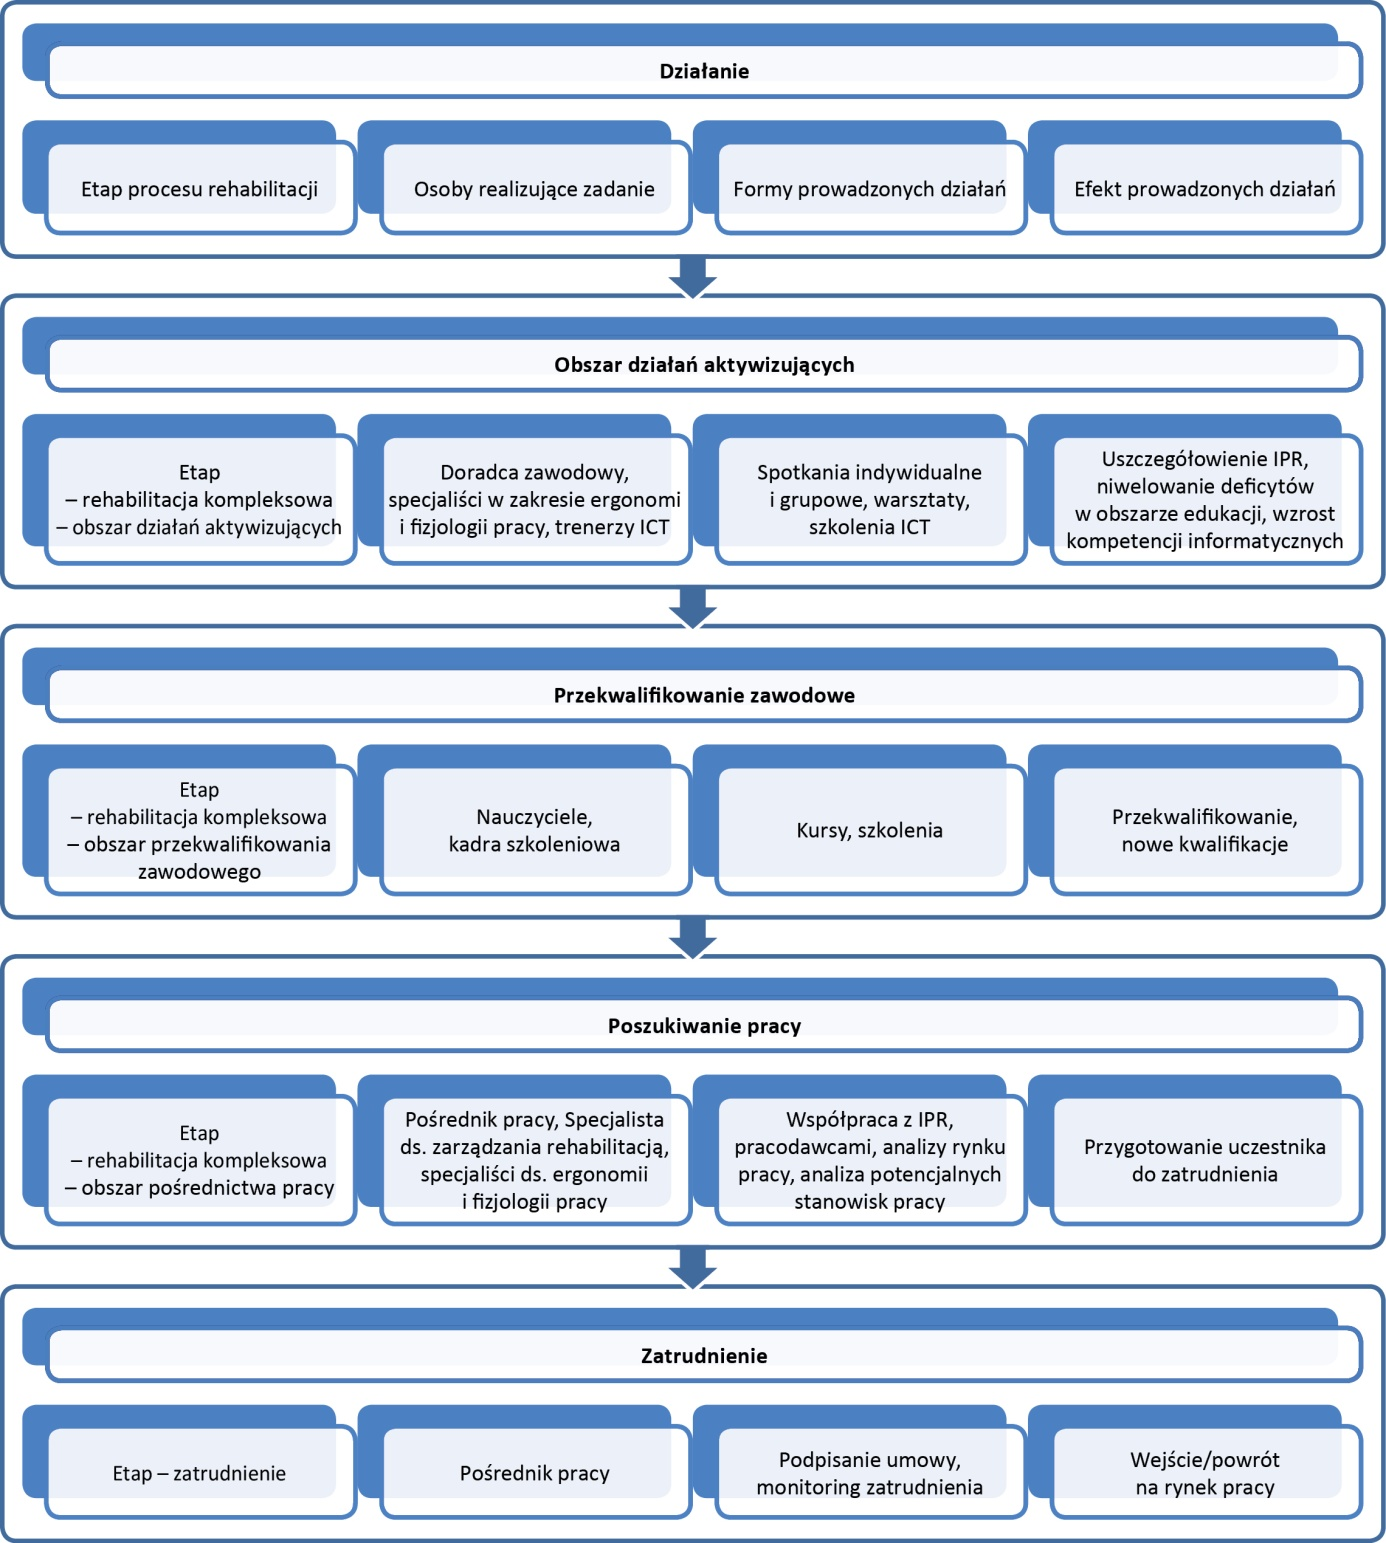 Działanie
Etap procesu rehabilitacji
Osoby realizujące zadanie
Formy prowadzonych działań
Efekt prowadzonych działań
Obszar działań aktywizujących
Etap
– rehabilitacja kompleksowa
– obszar działań aktywizujących
Doradca zawodowy,
specjaliści w zakresie ergonomi
i fizjologii pracy, trenerzy ICT
Spotkania indywidualne
i grupowe, warsztaty,
szkolenia ICT
Uszczegółowienie IPR,
niwelowanie deficytów
w obszarze edukacji, wzrost
kompetencji informatycznych
Przekwalifikowanie zawodowe
Etap
– rehabilitacja kompleksowa
– obszar przekwalifikowania
zawodowego
Nauczyciele,
kadra szkoleniowa
Kursy, szkolenia
Przekwalifikowanie,
nowe kwalifikacje
Poszukiwanie pracy
Etap
– rehabilitacja kompleksowa
– obszar pośrednictwa pracy
Pośrednik pracy, Specjalista
ds. zarządzania rehabilitacją,
specjaliści ds. ergonomii
i fizjologii pracy
Współpraca z IPR,
pracodawcami, analizy rynku
pracy, analiza potencjalnych
stanowisk pracy
Przygotowanie uczestnika
do zatrudnienia
Zatrudnienie
Etap – zatrudnienie
Pośrednik pracy
Podpisanie umowy,
monitoring zatrudnienia
Wejście/powrót
na rynek pracy